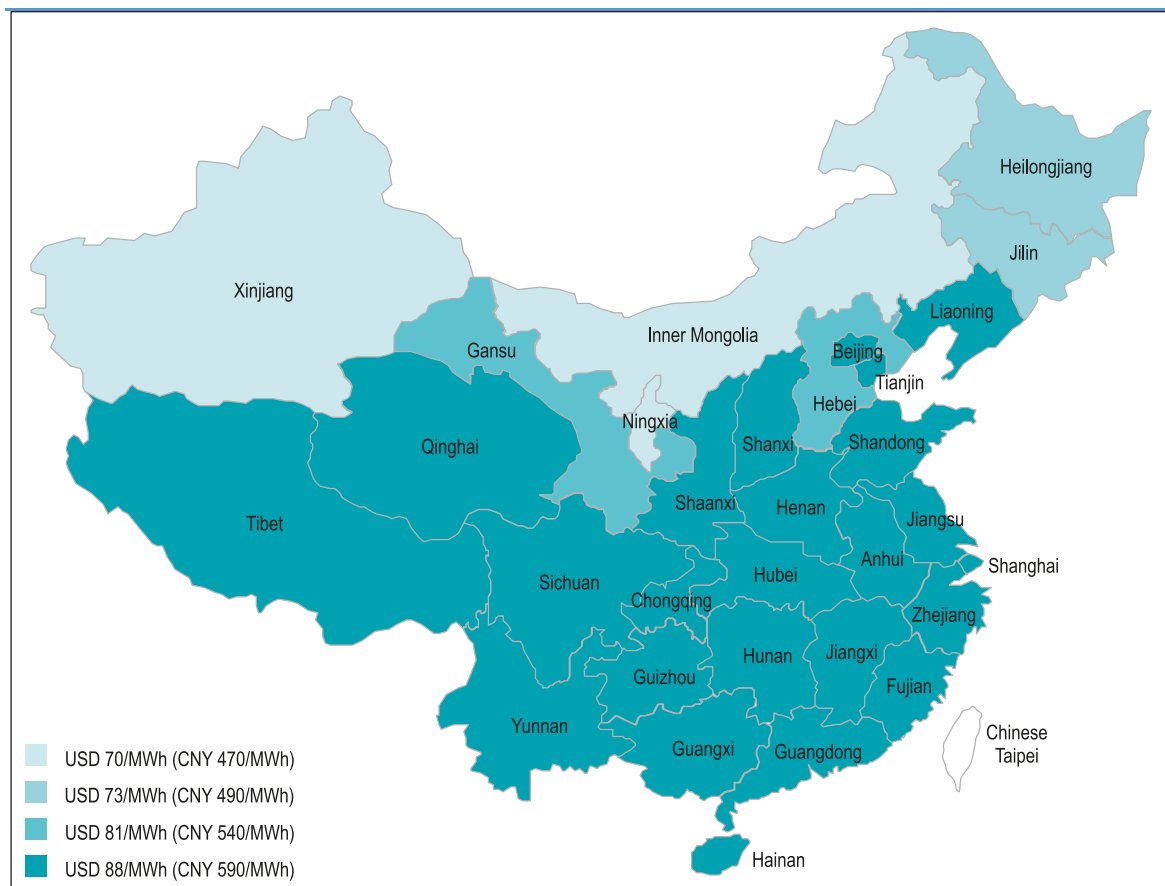 Heilongjiang
Jilin
Xinjiang
Liaoning
Inner Mongolia
Gansu
Beijing
Tianjin
Hebei
Ningxia
Shanxi
Shandong
Qinghai
Shaanxi
Henan
Tibet
Jiangsu
Anhui
Shanghai
Hubei
Sichuan
Chongqing
Zhejiang
Hunan
Jiangxi
Guizhou
Fujian
Yunnan
Guangxi
Guangdong
Chinese
Taipei
Hainan
USD 70/MWh (CNY 470/MWh)
USD 73/MWh (CNY 490/MWh)
USD 81/MWh (CNY 540/MWh)
USD 88/MWh (CNY 590/MWh)